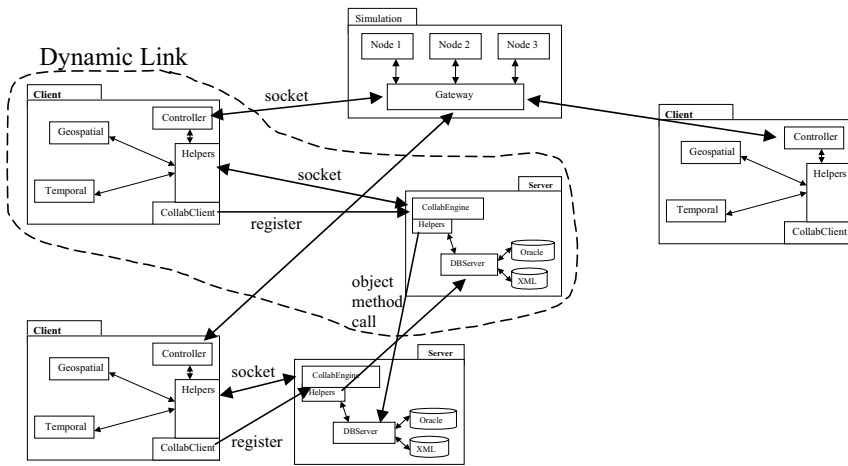 Simulation
Node 1
Node 2
Node 3
Gateway
Dynamic Link
Client
Controller
Geospatial
Helpers
Temporal
CollabClient
socket
socket
register
Server
CollabEngine
Helpers
DBServer
Oracle
XML
Client
Controller
Geospatial
Helpers
Temporal
CollabClient
object
method
call
Client
Controller
Geospatial
Helpers
Temporal
CollabClient
socket
register
Server
CollabEngine
Helpers
DBServer
Oracle
XML